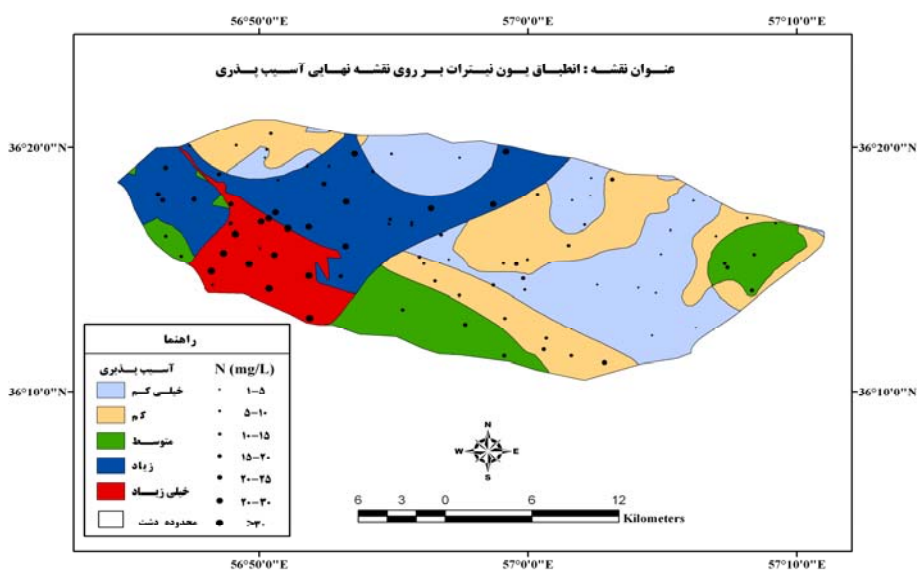 56°50'0"E 57°0'0"E 57°10'0"E
عنوان نقشه : انطباق یون نیترات بر روی نقشه نهایی آسیب پذری
36°20'0"N 36°20'0"N
راهنما
آسیب پذیری N (mg/L)
خیلی کم ۱-۵
کم ۵-۱۰
متوسط ۱۰-۱۵
زیاد ۱۵-۲۰
خیلی زیاد ۲۰-۲۵
محدوده دشت ۲۰-۳۰
>۳۰
36°10'0"N 36°10'0"N
N
W E
S
6 3 0 6 12
Kilometers
56°50'0"E 57°0'0"E 57°10'0"E